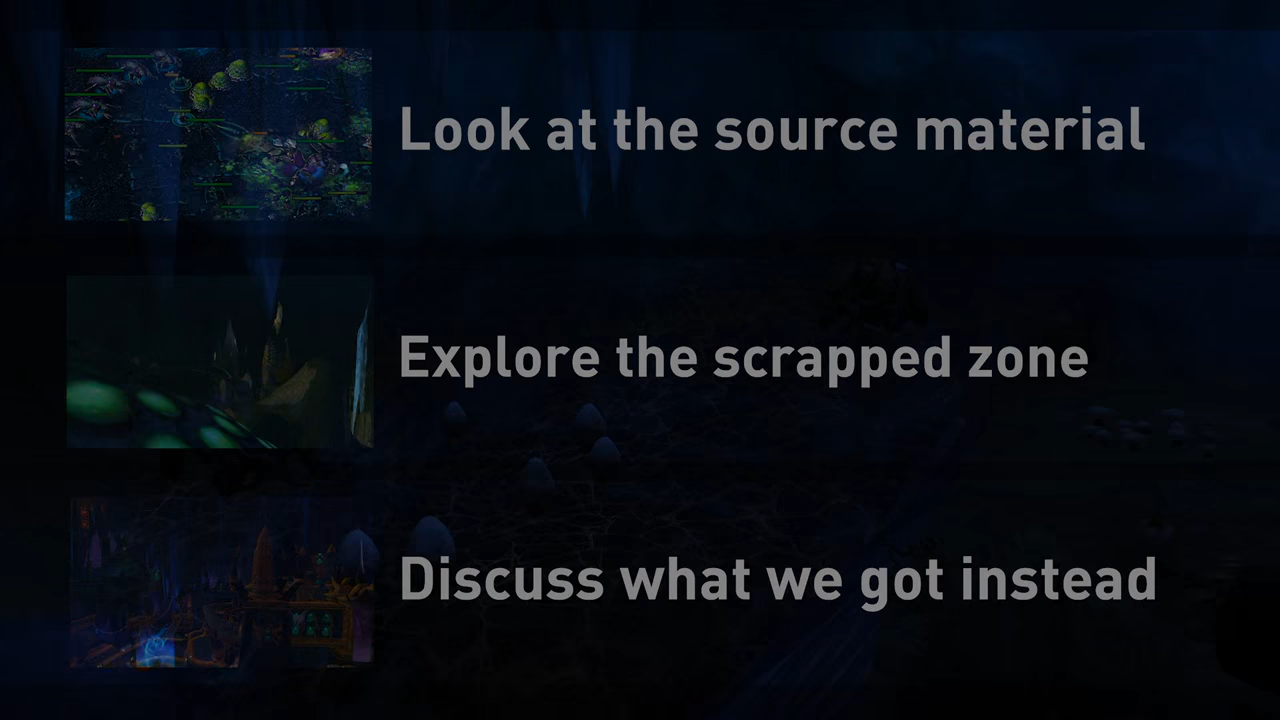 Look at the source material
Explore the scrapped zone
Discuss what we got instead